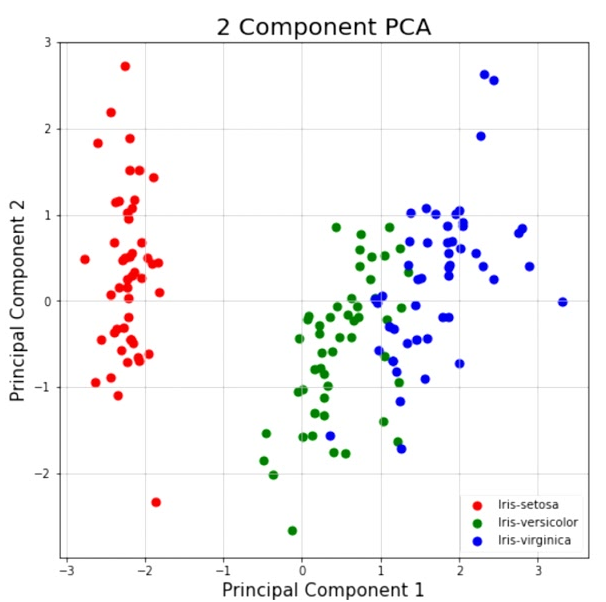 2 Component PCA
Principal Component 2
3
2
1
0
−1
−2
−3 −2 −1 0 1 2 3
Principal Component 1
Iris-setosa
Iris-versicolor
Iris-virginica